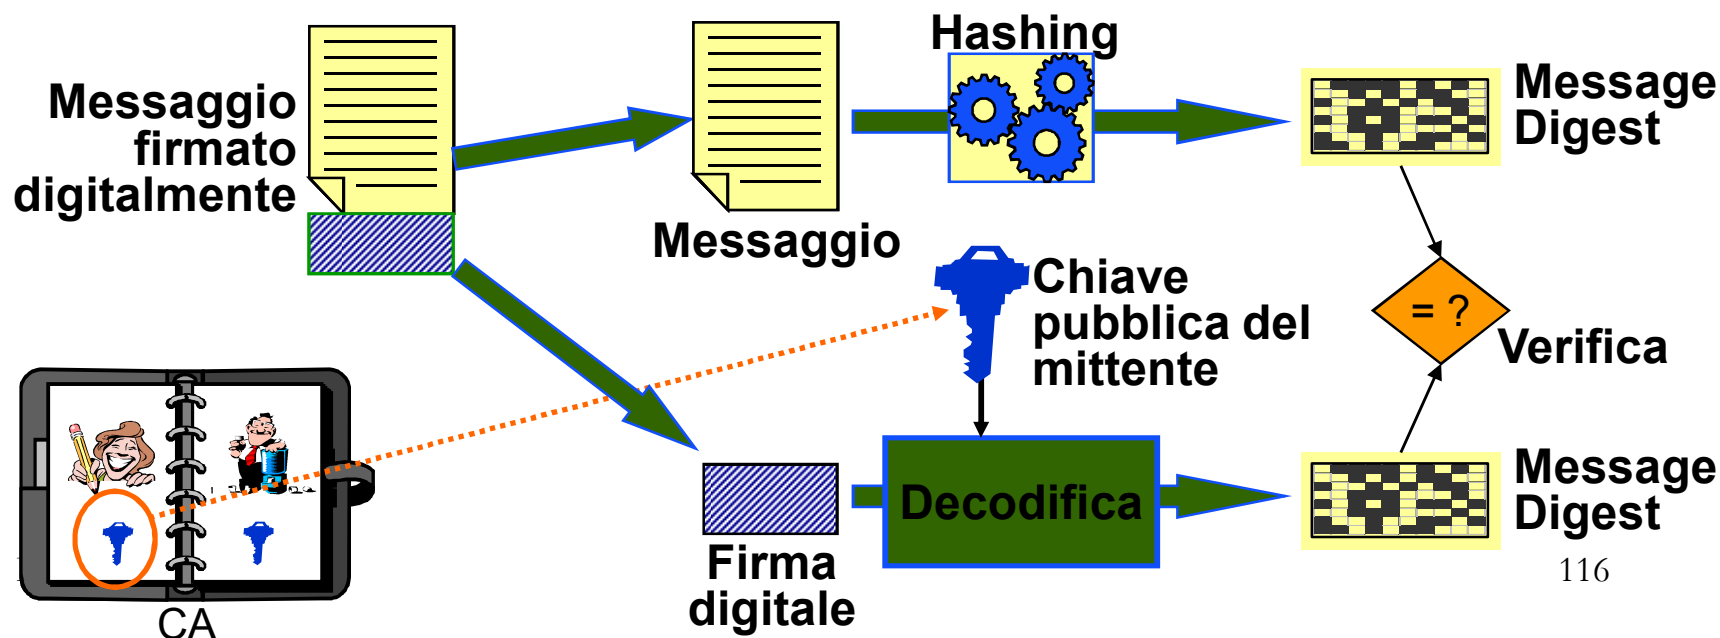 Messaggio
firmato
digitalmente
Messaggio
Hashing
Message
Digest
Chiave
pubblica del
mittente
= ?
Verifica
CA
Firma
digitale
Decodifica
Message
Digest
116